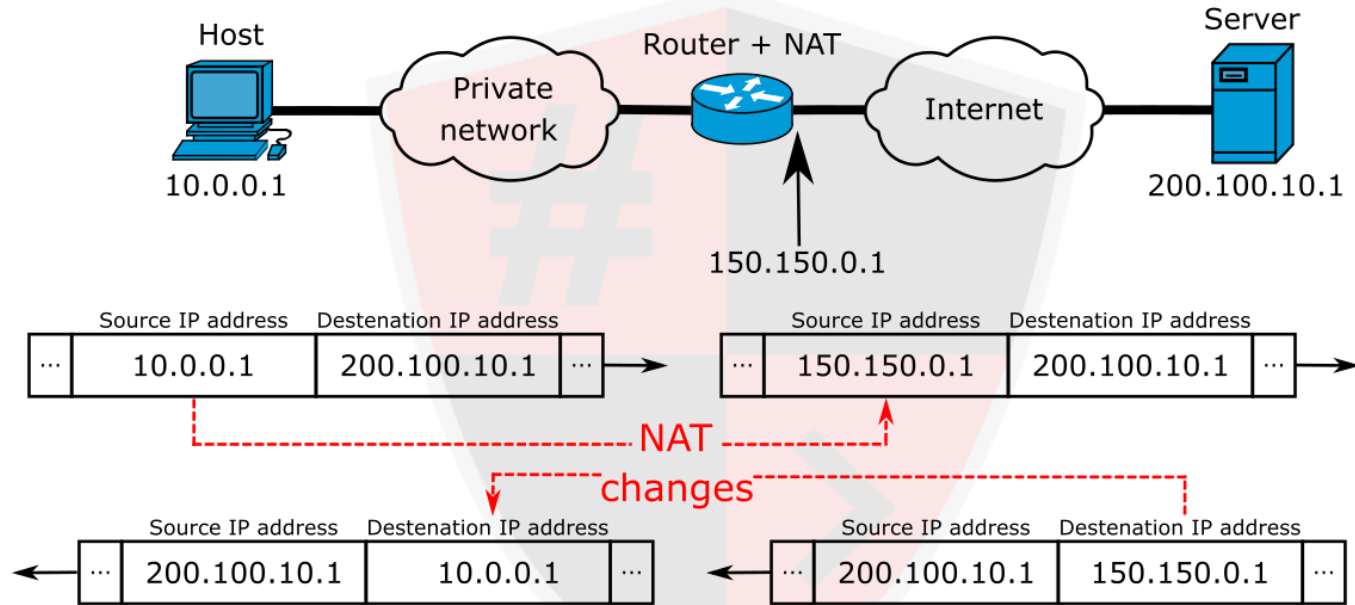 Host
Router + NAT
Server
Private
network
Internet
10.0.0.1
200.100.10.1
150.150.0.1
Source IP address Destenation IP address
... 10.0.0.1 200.100.10.1 ...
Source IP address Destenation IP address
... 150.150.0.1 200.100.10.1 ...
NAT
changes
Source IP address Destenation IP address
... 200.100.10.1 10.0.0.1 ...
Source IP address Destenation IP address
... 200.100.10.1 150.150.0.1 ...
#
>